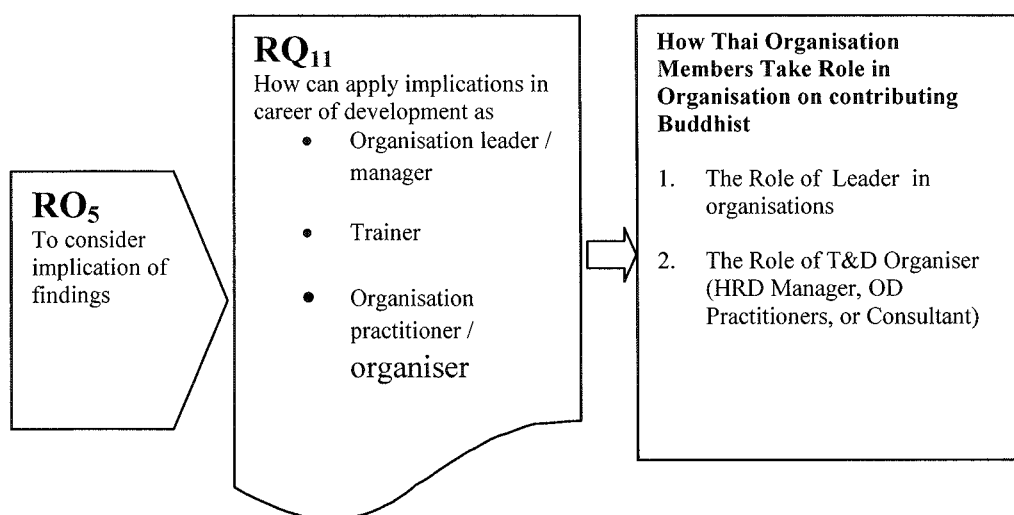 RO5
To consider
implication of
findings
RQ11
How can apply implications in
career of development as
• Organisation leader /
manager
• Trainer
• Organisation
practitioner /
organiser
How Thai Organisation
Members Take Role in
Organisation on contributing
Buddhist
1. The Role of Leader in
organisations
2. The Role of T&D Organiser
(HRD Manager, OD
Practitioners, or Consultant)